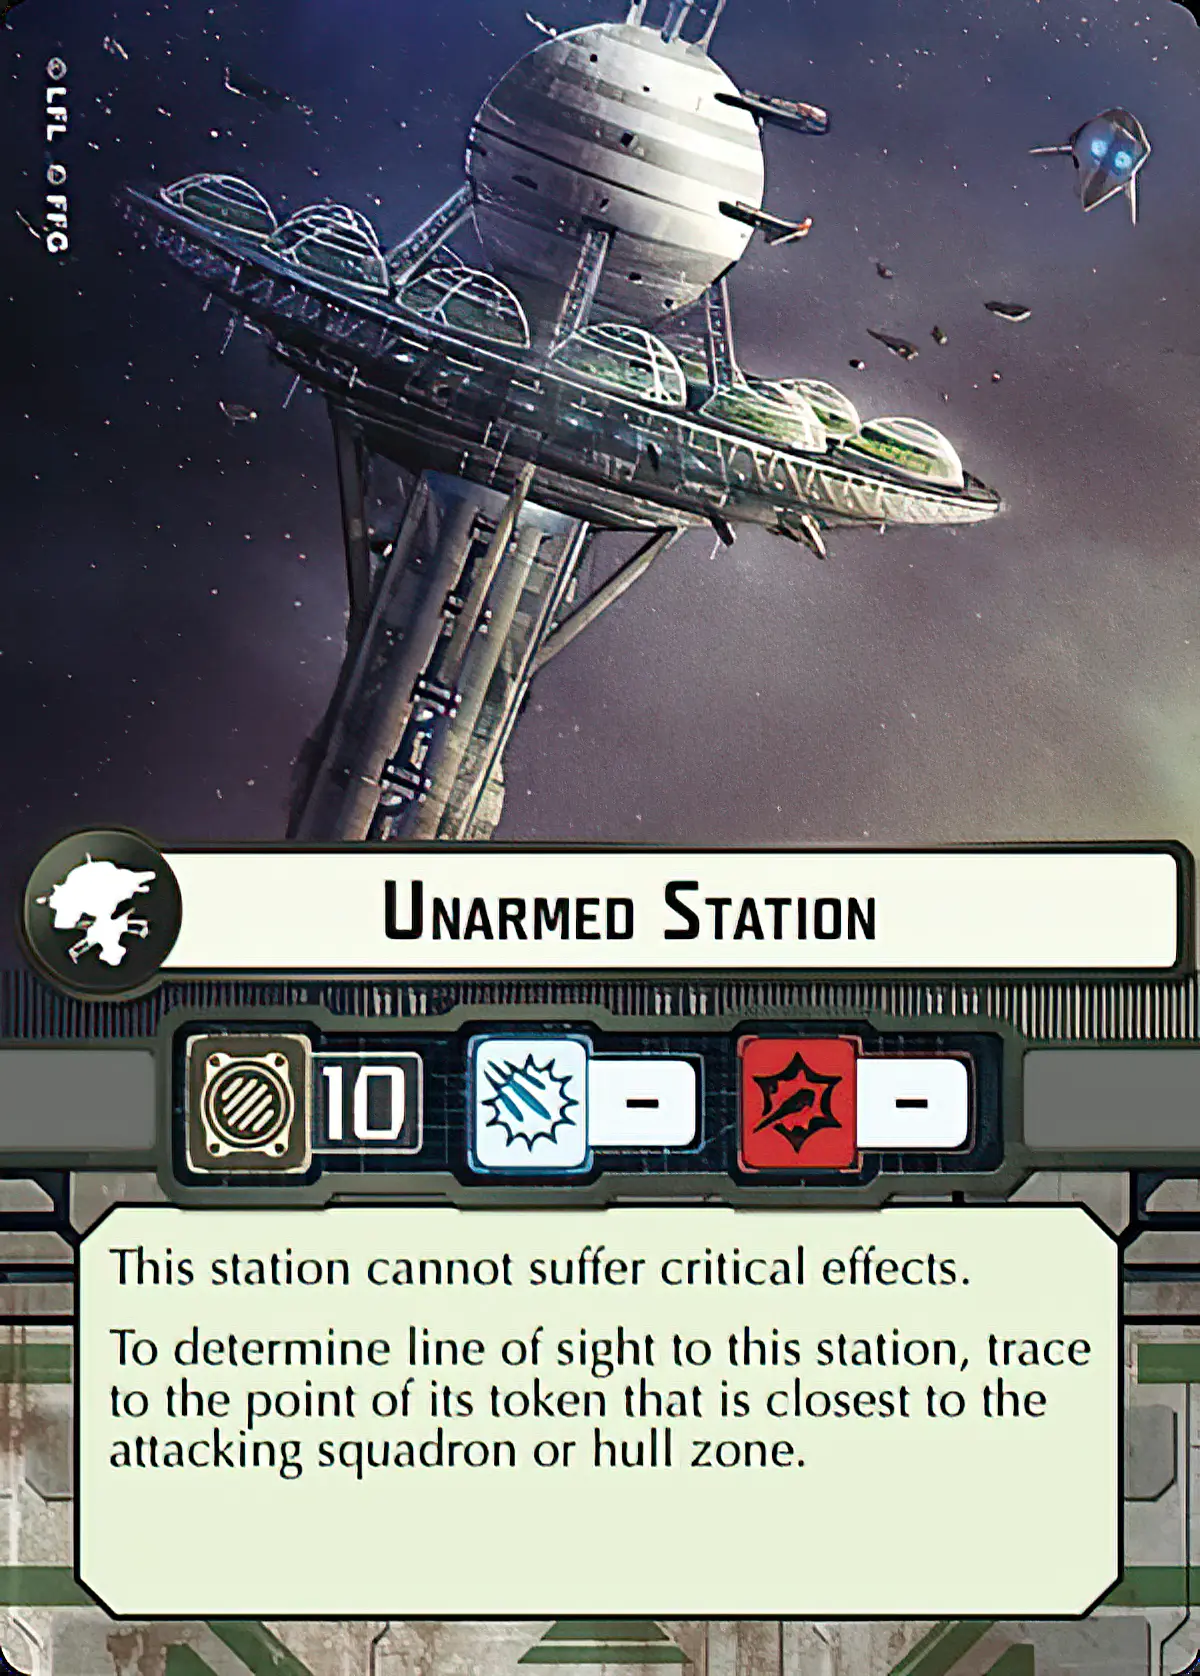 ©LFL ©FFG
UNARMED STATION
10 - -
This station cannot suffer critical effects.
To determine line of sight to this station, trace
to the point of its token that is closest to the
attacking squadron or hull zone.